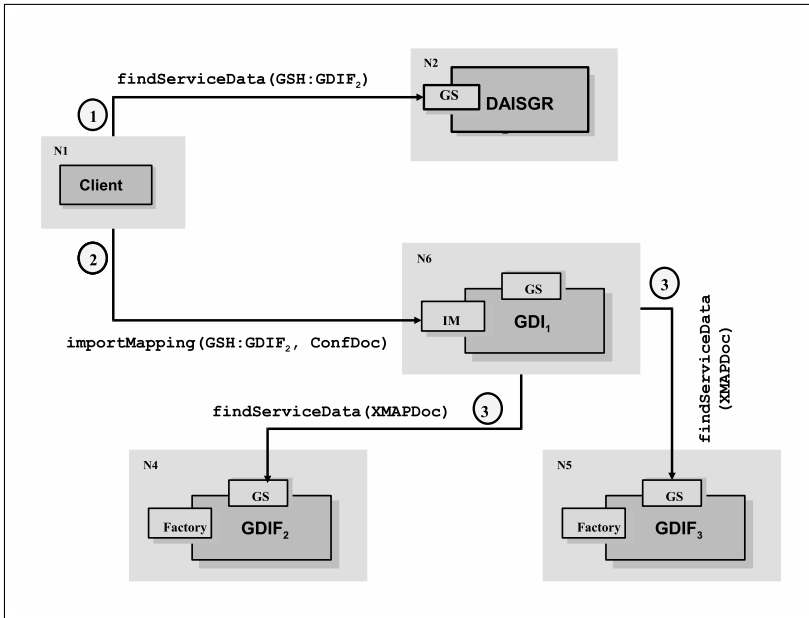 N2
findServiceData(GSH:GDIF₂)
GS
DAISGR
1
N1
Client
2
N6
3
GS
IM
GDI₁
importMapping(GSH:GDIF₂, ConfDoc)
findServiceData
(XMAPDoc)
findServiceData(XMAPDoc)
3
N4
GS
Factory
GDIF₂
N5
GS
Factory
GDIF₃